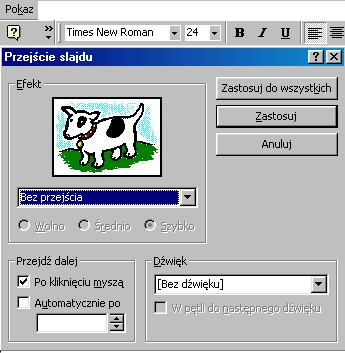 Pokaz
Times New Roman 24 B I U
Przejście slajdu
Efekt
Zastosuj do wszystkich
Zastosuj
Anuluj
Bez przejścia
Wolno Średnio Szybko
Przejdź dalej
Po kliknięciu myszą
Automatycznie po
Dźwięk
[Bez dźwięku]
W pętli do następnego dźwięku